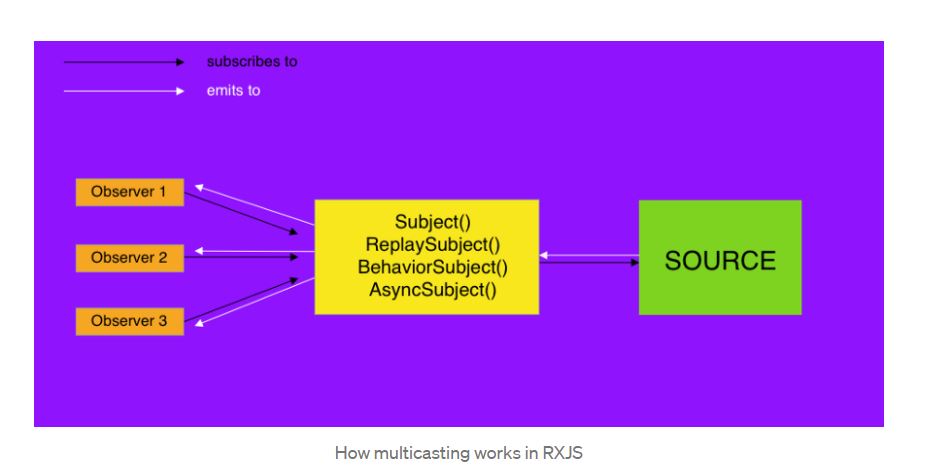 subscribes to
emits to
Observer 1
Observer 2
Observer 3
Subject()
ReplaySubject()
BehaviorSubject()
AsyncSubject()
SOURCE
How multicasting works in RXJS